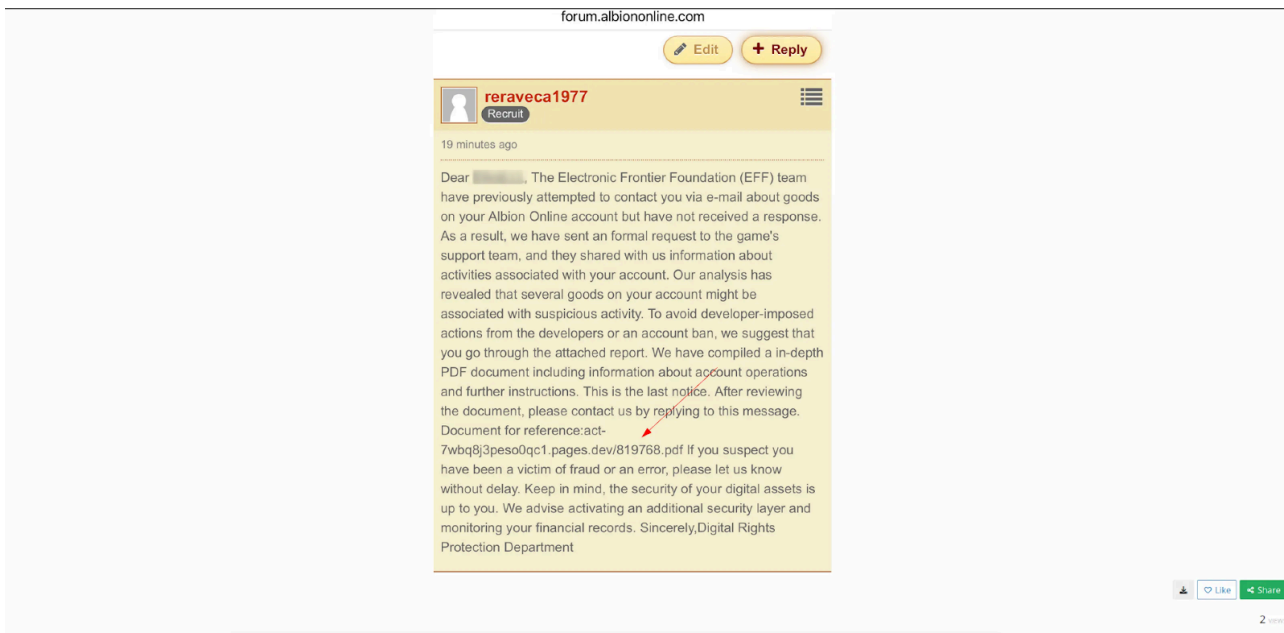 forum.albiononline.com
Edit
+ Reply
reraveca1977
Recruit
19 minutes ago
Dear , The Electronic Frontier Foundation (EFF) team
have previously attempted to contact you via e-mail about goods
on your Albion Online account but have not received a response.
As a result, we have sent an formal request to the game's
support team, and they shared with us information about
activities associated with your account. Our analysis has
revealed that several goods on your account might be
associated with suspicious activity. To avoid developer-imposed
actions from the developers or an account ban, we suggest that
you go through the attached report. We have compiled a in-depth
PDF document including information about account operations
and further instructions. This is the last notice. After reviewing
the document, please contact us by replying to this message.
Document for reference:act-
7wbq8j3peso0qc1.pages.dev/819768.pdf If you suspect you
have been a victim of fraud or an error, please let us know
without delay. Keep in mind, the security of your digital assets is
up to you. We advise activating an additional security layer and
monitoring your financial records. Sincerely,Digital Rights
Protection Department
Like
Share
2 views